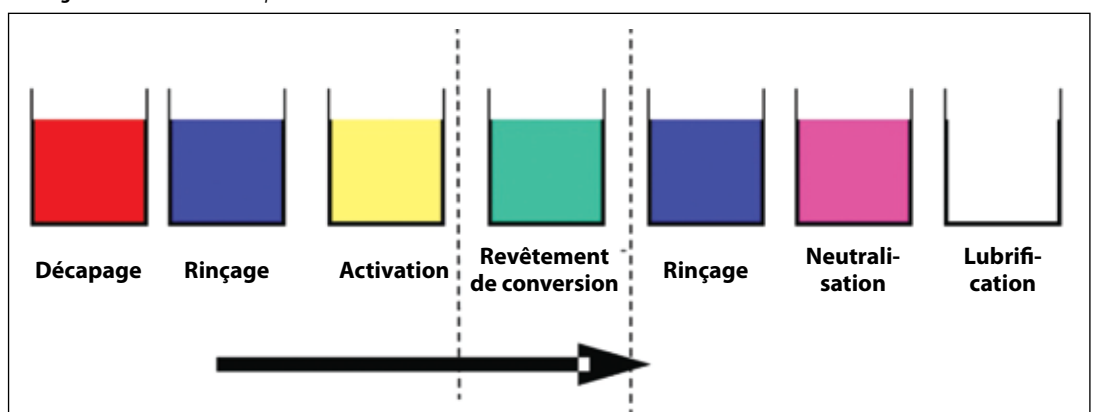 Décapage
Rinçage
Activation
Revêtement
de conversion
Rinçage
Neutrali-
sation
Lubrifi-
cation